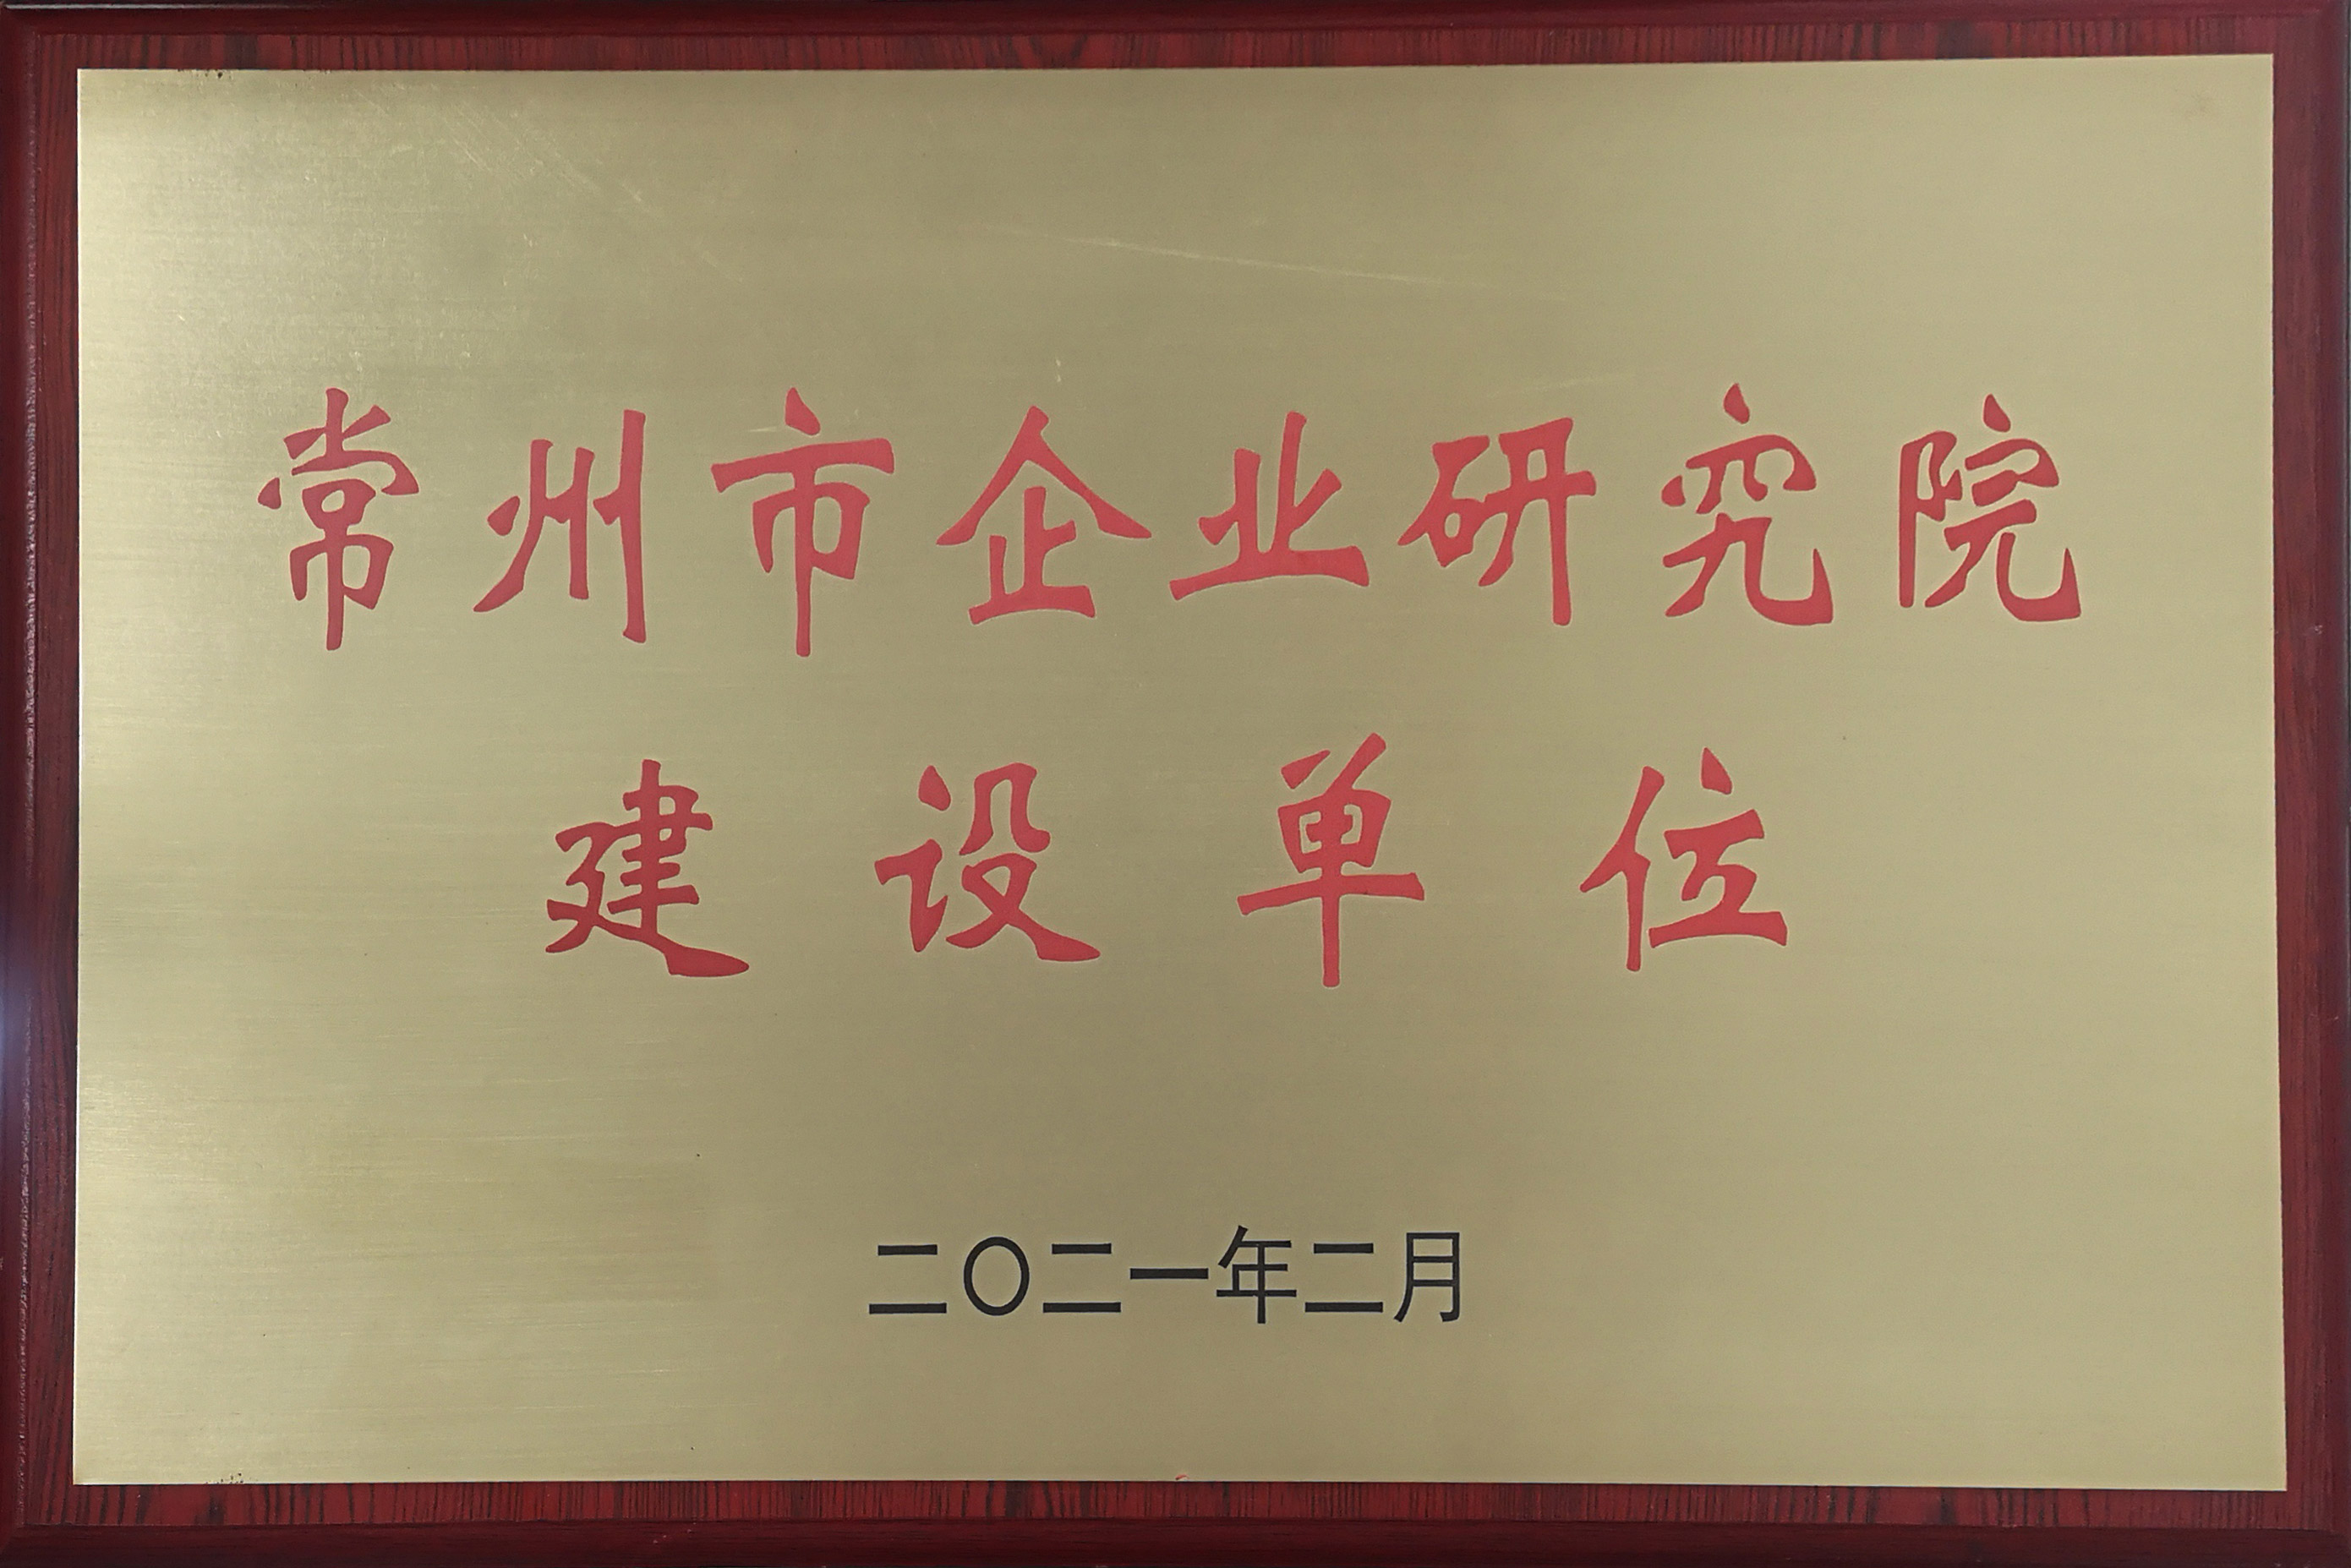 常州市企业研究院
建设单位
二〇二一年二月